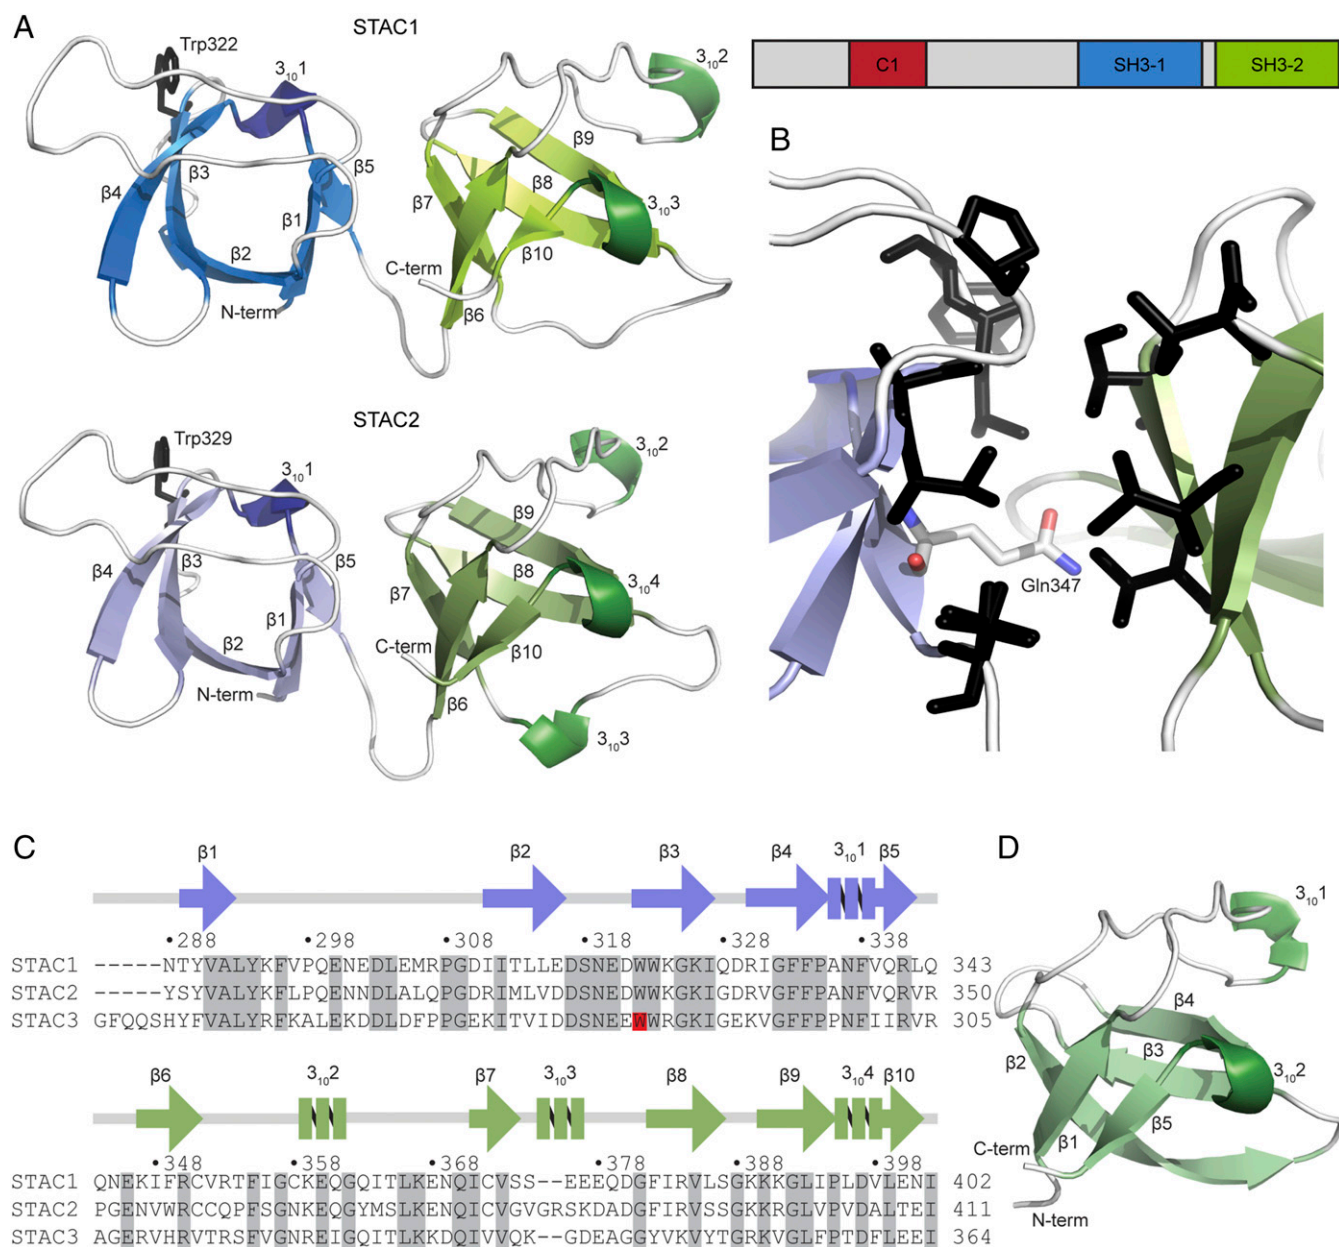 A
STAC1
Trp322
3₁₀1
β5
β4
β3
β1
β2
N-term
3₁₀2
β9
β8
β7
3₁₀3
β10
C-term
β6
STAC2
Trp329
3₁₀1
β5
β4
β3
β1
β2
N-term
3₁₀2
β9
β8
3₁₀4
β7
C-term
β10
β6
3₁₀3
C1 SH3-1 SH3-2
B
Gln347
C
β1 β2 β3 β4 3₁₀1 β5
•288 •298 •308 •318 •328 •338
STAC1 -----NTYVALYKFVPQENEDLEMRPGDIITLLEDSNEDWWKGKIQDRIGFFPANFVQRLQ 343
STAC2 -----YSYVALYKFLPQENNDLALQPGDRIMLVDDSNEDWWKGKIGDRVGFFPANFVQRVR 350
STAC3 GFQQSHYFVALYRFKALEKDDLDFPPGEKITVIDDSNEEWWRGKIGEKVGFFPPNFIIRVR 305
β6 3₁₀2 β7 3₁₀3 β8 β9 3₁₀4 β10
•348 •358 •368 •378 •388 •398
STAC1 QNEKIFRCVRTFIGCKEQGQITLKENQICVSS--EEEQDGFIRVLSGKKKGLIPLDVLENI 402
STAC2 PGENVWRCCQPFSGNKEQGYMSLKENQICVGVGRSKDADGFIRVSSGKKRGLVPVDALTEI 411
STAC3 AGERVHRVTRSFVGNREIGQITLKKDQIVVQK--GDEAGGYVKVYTGRKVGLFPTDFLEEI 364
D
3₁₀1
β4
β2
β3
3₁₀2
β5
β1
C-term
N-term